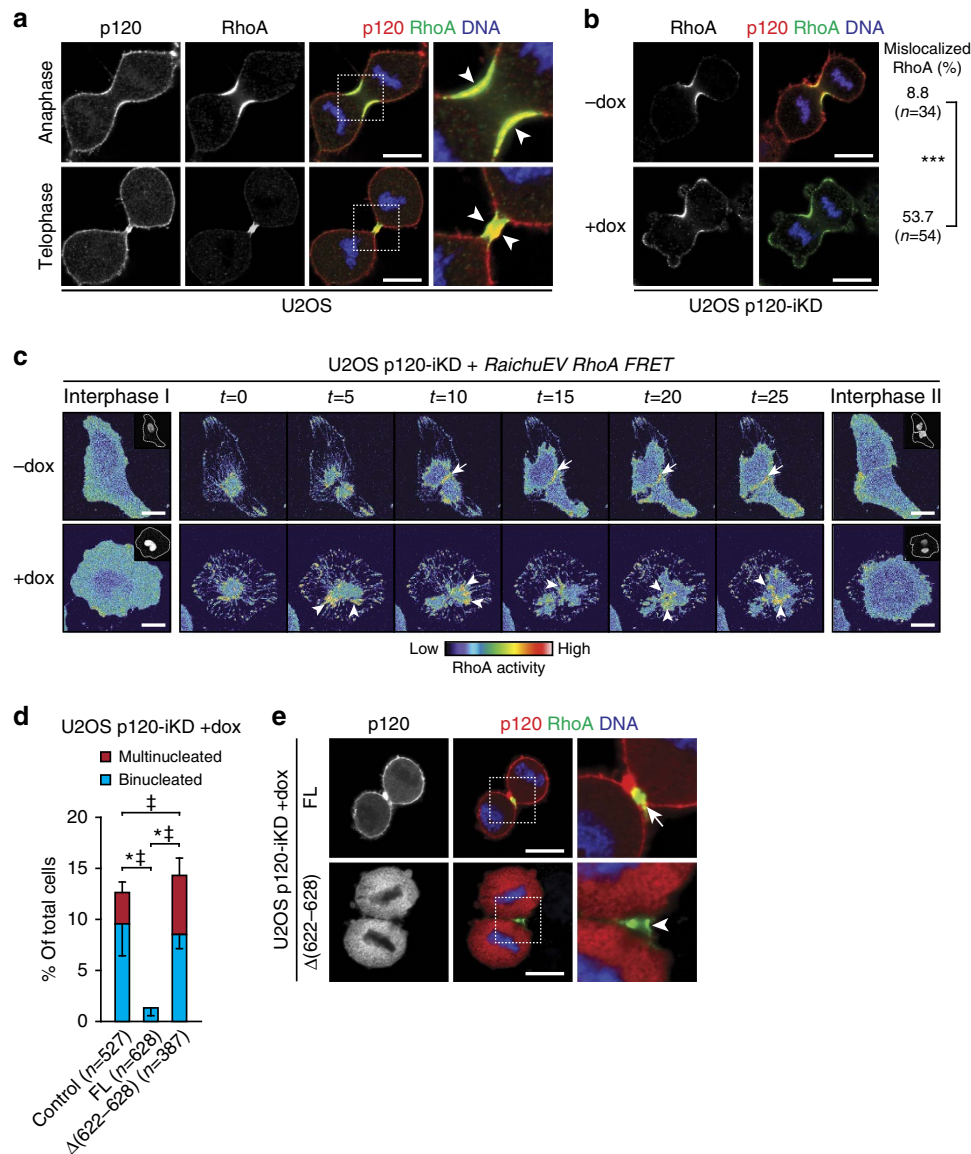 a
p120 RhoA p120 RhoA DNA
Anaphase
Telophase
U2OS
b
RhoA p120 RhoA DNA
Mislocalized
RhoA (%)
–dox
8.8
(n=34)
***
+dox
53.7
(n=54)
U2OS p120-iKD
c
U2OS p120-iKD + RaichuEV RhoA FRET
Interphase I t=0 t=5 t=10 t=15 t=20 t=25 Interphase II
–dox
+dox
Low High
RhoA activity
d
U2OS p120-iKD +dox
Multinucleated
Binucleated
‡
*‡ *‡
20
15
10
5
0
% Of total cells
Control (n=527)
FL (n=628)
Δ(622–628) (n=387)
e
p120 p120 RhoA DNA
U2OS p120-iKD +dox
FL
Δ(622–628)